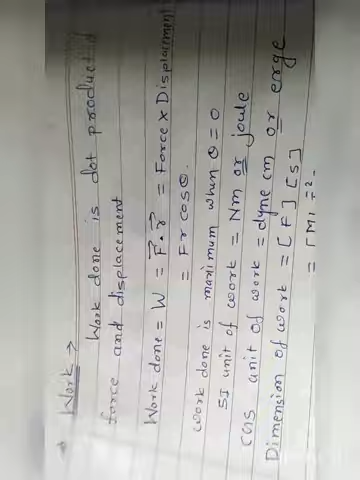 → Work →
Work done is dot product of
force and displacement
Work done = W = F⃗ · r⃗ = Force × Displacement
= Fr cosθ.
Work done is maximum when θ = 0
SI unit of work = Nm or joule
CGS unit of work = dyne cm or erge
Dimension of work = [F] [S]